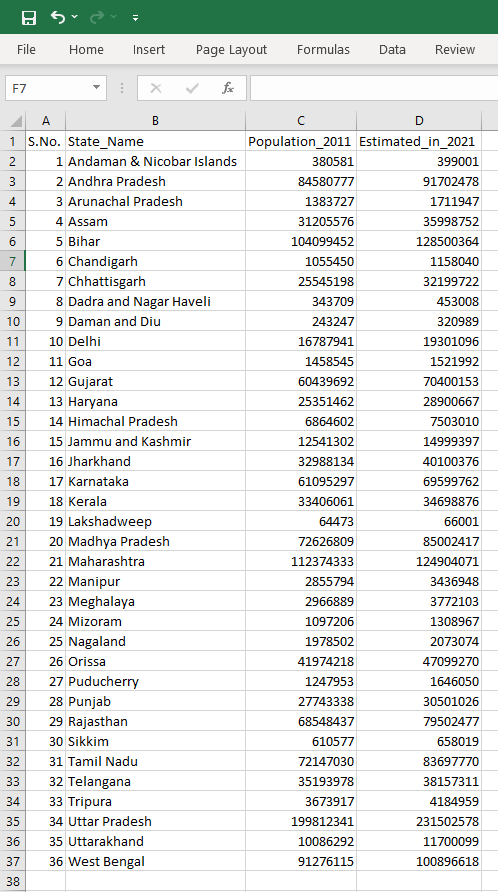 File Home Insert Page Layout Formulas Data Review
F7 fx
A B C D
1 S.No. State_Name Population_2011 Estimated_in_2021
2 1 Andaman & Nicobar Islands 380581 399001
3 2 Andhra Pradesh 84580777 91702478
4 3 Arunachal Pradesh 1383727 1711947
5 4 Assam 31205576 35998752
6 5 Bihar 104099452 128500364
7 6 Chandigarh 1055450 1158040
8 7 Chhattisgarh 25545198 32199722
9 8 Dadra and Nagar Haveli 343709 453008
10 9 Daman and Diu 243247 320989
11 10 Delhi 16787941 19301096
12 11 Goa 1458545 1521992
13 12 Gujarat 60439692 70400153
14 13 Haryana 25351462 28900667
15 14 Himachal Pradesh 6864602 7503010
16 15 Jammu and Kashmir 12541302 14999397
17 16 Jharkhand 32988134 40100376
18 17 Karnataka 61095297 69599762
19 18 Kerala 33406061 34698876
20 19 Lakshadweep 64473 66001
21 20 Madhya Pradesh 72626809 85002417
22 21 Maharashtra 112374333 124904071
23 22 Manipur 2855794 3436948
24 23 Meghalaya 2966889 3772103
25 24 Mizoram 1097206 1308967
26 25 Nagaland 1978502 2073074
27 26 Orissa 41974218 47099270
28 27 Puducherry 1247953 1646050
29 28 Punjab 27743338 30501026
30 29 Rajasthan 68548437 79502477
31 30 Sikkim 610577 658019
32 31 Tamil Nadu 72147030 83697770
33 32 Telangana 35193978 38157311
34 33 Tripura 3673917 4184959
35 34 Uttar Pradesh 199812341 231502578
36 35 Uttarakhand 10086292 11700099
37 36 West Bengal 91276115 100896618
38